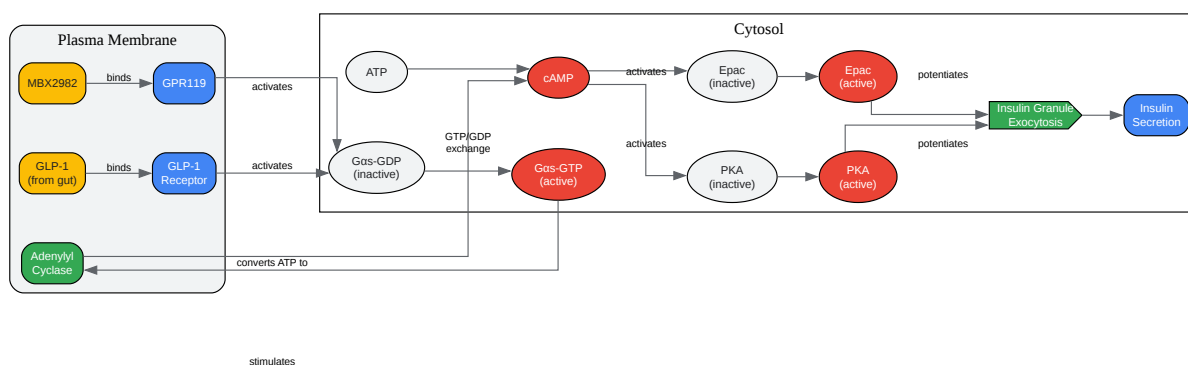 Plasma Membrane
MBX2982
binds
GPR119
activates
GLP-1
(from gut)
binds
GLP-1
Receptor
activates
Adenylyl
Cyclase
converts ATP to
stimulates
Cytosol
ATP
cAMP
activates
Epac
(inactive)
Epac
(active)
potentiates
Insulin Granule
Exocytosis
Insulin
Secretion
Gαs-GDP
(inactive)
GTP/GDP
exchange
Gαs-GTP
(active)
activates
PKA
(inactive)
PKA
(active)
potentiates